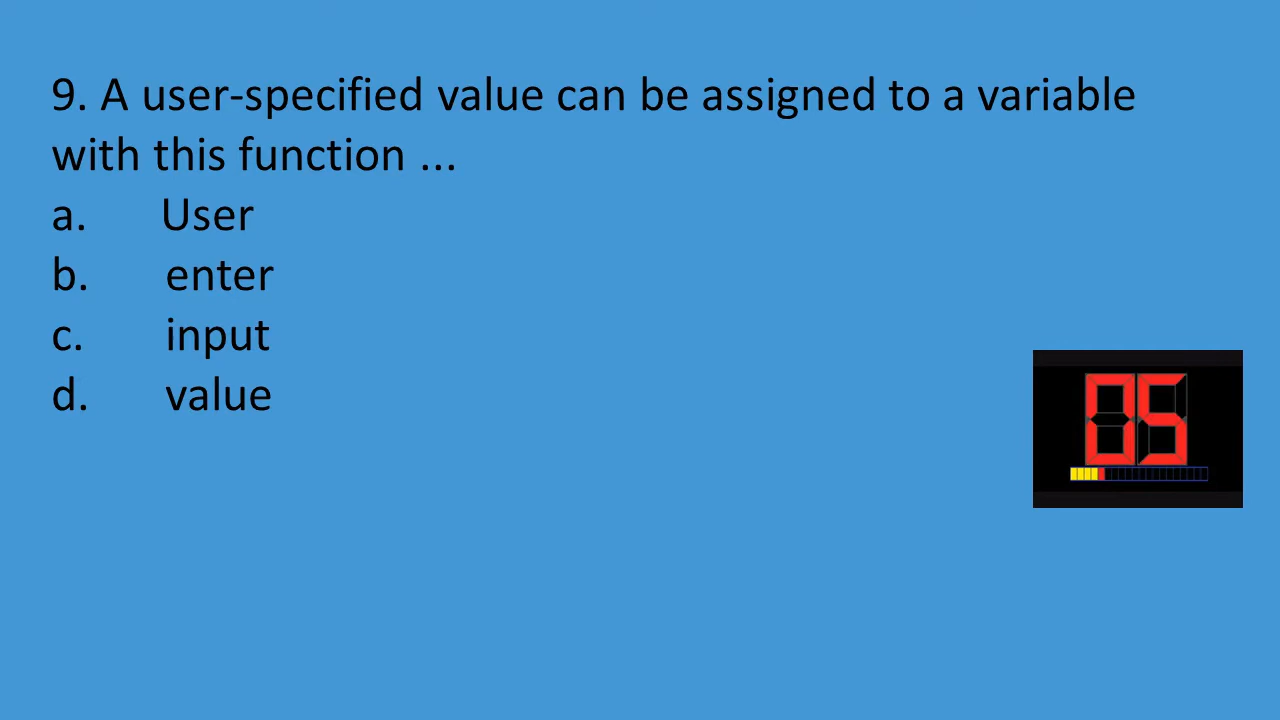 9. A user-specified value can be assigned to a variable
with this function ...
a. User
b. enter
c. input
d. value
05